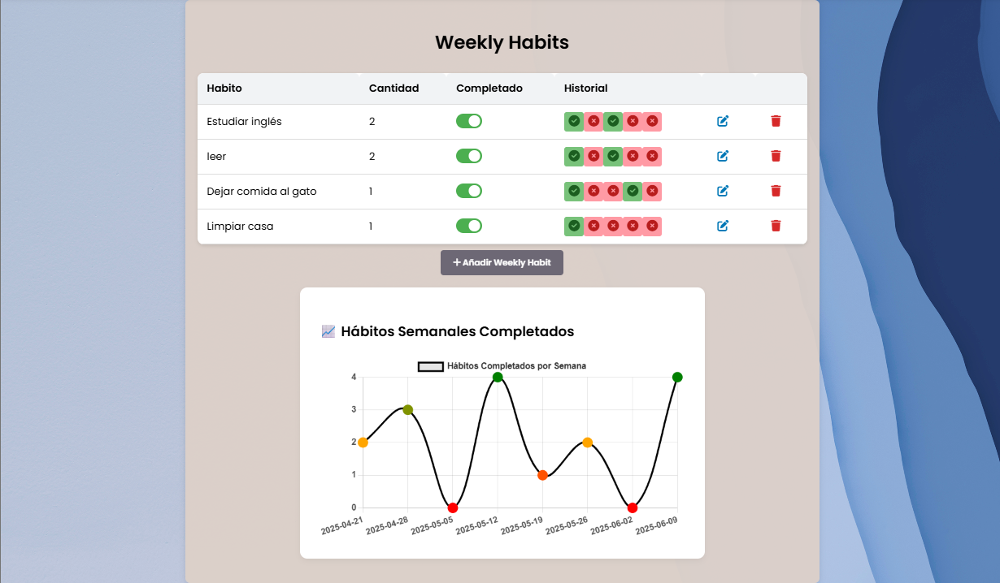 Weekly Habits
Habito Cantidad Completado Historial
Estudiar inglés 2
leer 2
Dejar comida al gato 1
Limpiar casa 1
+ Añadir Weekly Habit
Hábitos Semanales Completados
Hábitos Completados por Semana
4
3
2
1
0
2025-04-21 2025-04-28 2025-05-05 2025-05-12 2025-05-19 2025-05-26 2025-06-02 2025-06-09